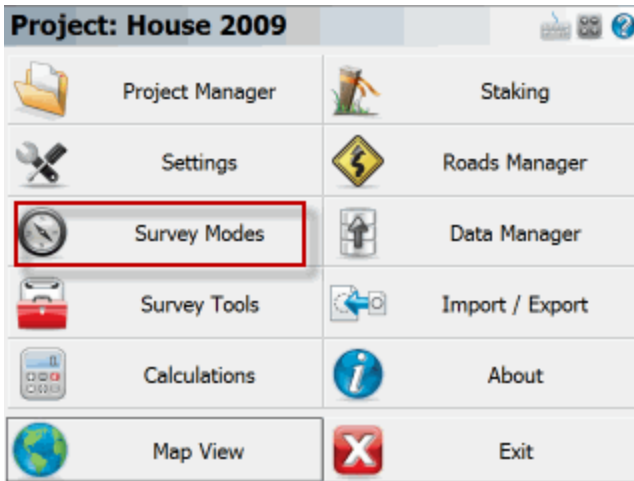 Project: House 2009
Project Manager
Staking
Settings
Roads Manager
Survey Modes
Data Manager
Survey Tools
Import / Export
Calculations
About
Map View
Exit